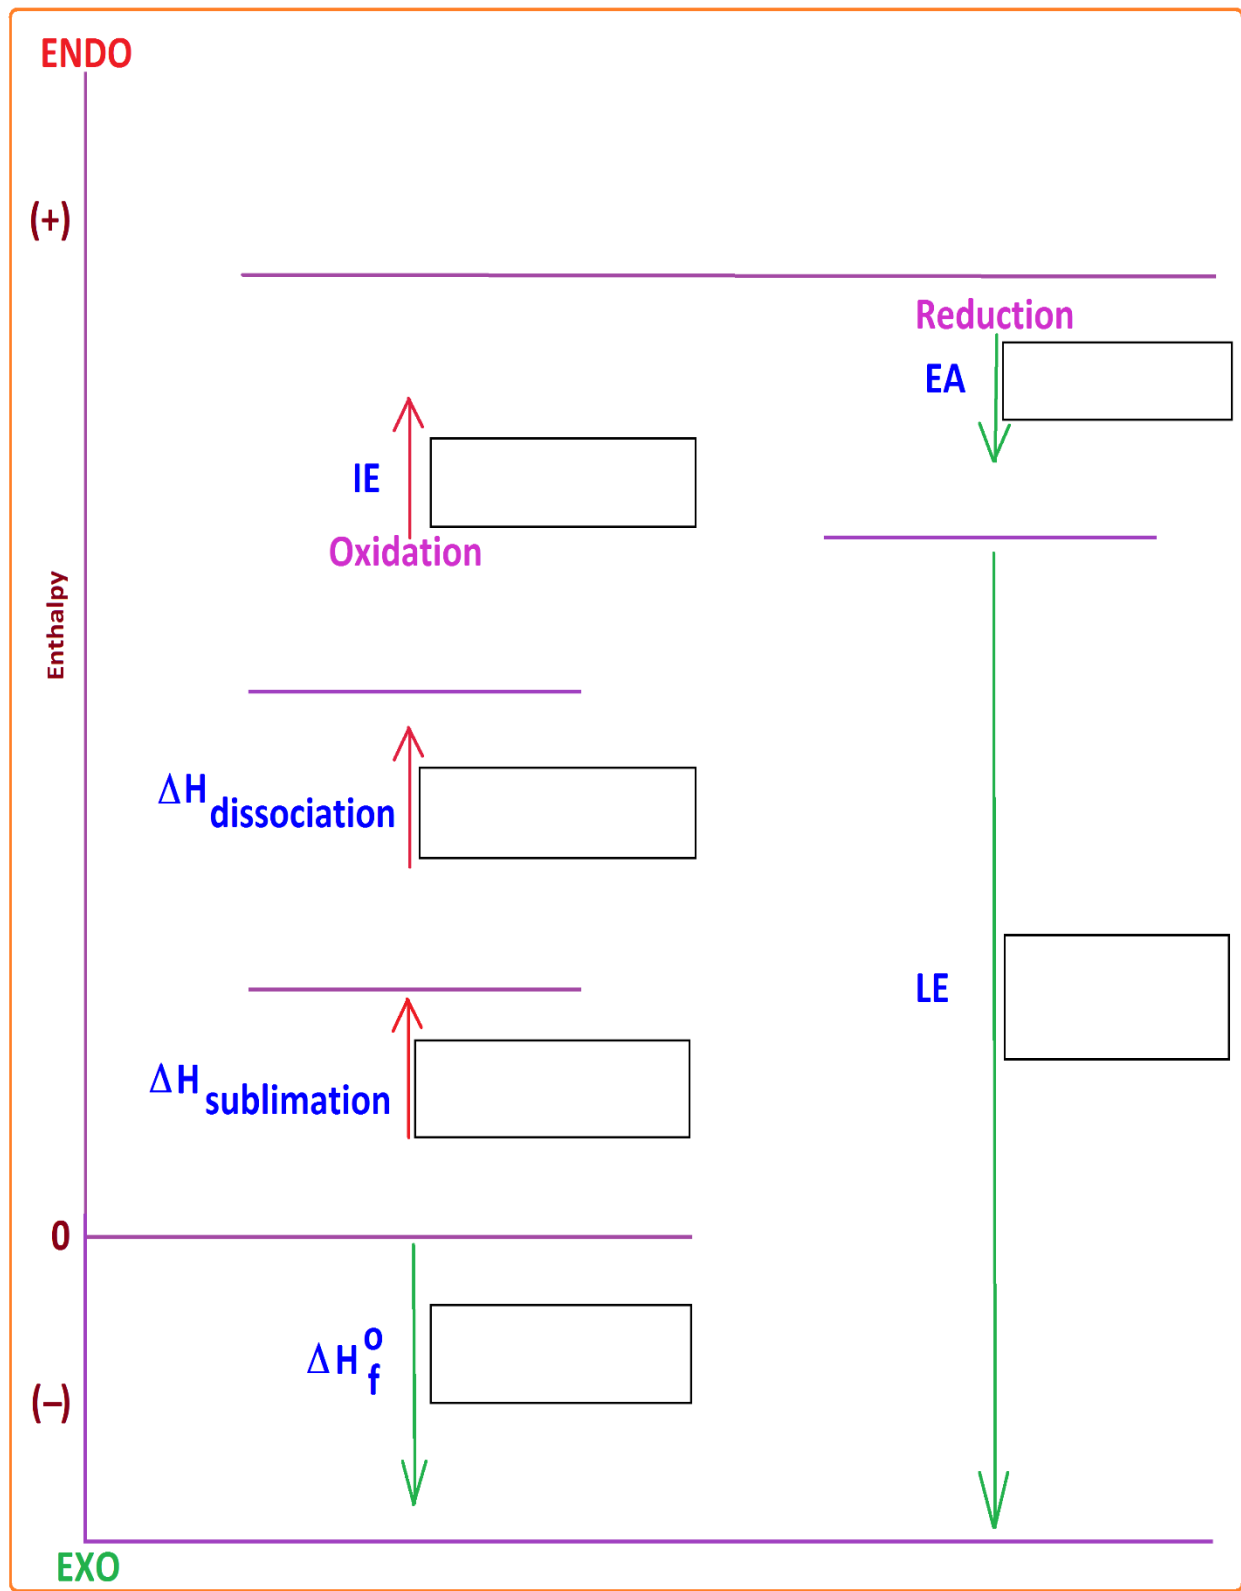 ENDO
(+)
Reduction
EA
IE
Oxidation
Enthalpy
ΔH dissociation
LE
ΔH sublimation
0
ΔH°f
(–)
EXO